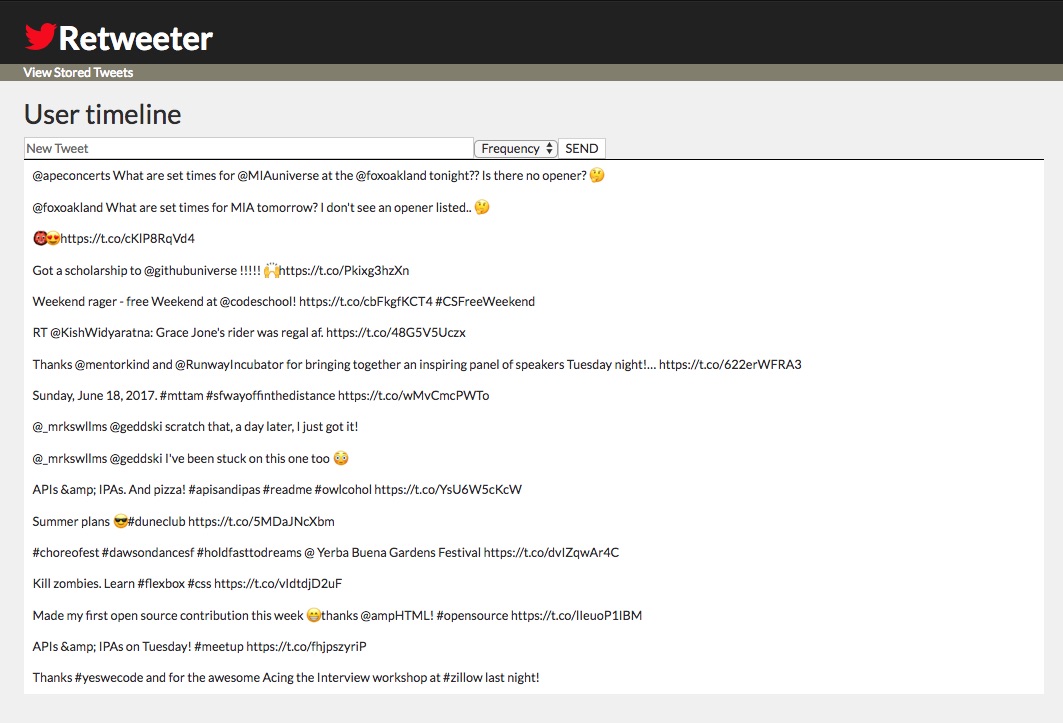 Retweeter
View Stored Tweets
User timeline
New Tweet Frequency SEND
@apeconcerts What are set times for @MIAuniverse at the @foxoakland tonight?? Is there no opener? 🤔
@foxoakland What are set times for MIA tomorrow? I don't see an opener listed.. 🤔
👹😍https://t.co/cKlP8RqVd4
Got a scholarship to @githubuniverse !!!!! 🙌https://t.co/Pkixg3hzXn
Weekend rager - free Weekend at @codeschool! https://t.co/cbFkgfKCT4 #CSFreeWeekend
RT @KishWidyaratna: Grace Jone's rider was regal af. https://t.co/48G5V5Uczx
Thanks @mentorkind and @RunwayIncubator for bringing together an inspiring panel of speakers Tuesday night!… https://t.co/622erWFRA3
Sunday, June 18, 2017. #mttam #sfwayoffinthedistance https://t.co/wMvCmcPWTo
@_mrkswllms @geddski scratch that, a day later, I just got it!
@_mrkswllms @geddski I've been stuck on this one too 😳
APIs &amp; IPAs. And pizza! #apisandipas #readme #owlcohol https://t.co/YsU6W5cKcW
Summer plans 😎#duneclub https://t.co/5MDaJNcXbm
#choreofest #dawsondancesf #holdfasttodreams @ Yerba Buena Gardens Festival https://t.co/dvIZqwAr4C
Kill zombies. Learn #flexbox #css https://t.co/vIdtdjD2uF
Made my first open source contribution this week 😁thanks @ampHTML! #opensource https://t.co/IleuoP1IBM
APIs &amp; IPAs on Tuesday! #meetup https://t.co/fhjpszyriP
Thanks #yeswecode and for the awesome Acing the Interview workshop at #zillow last night!